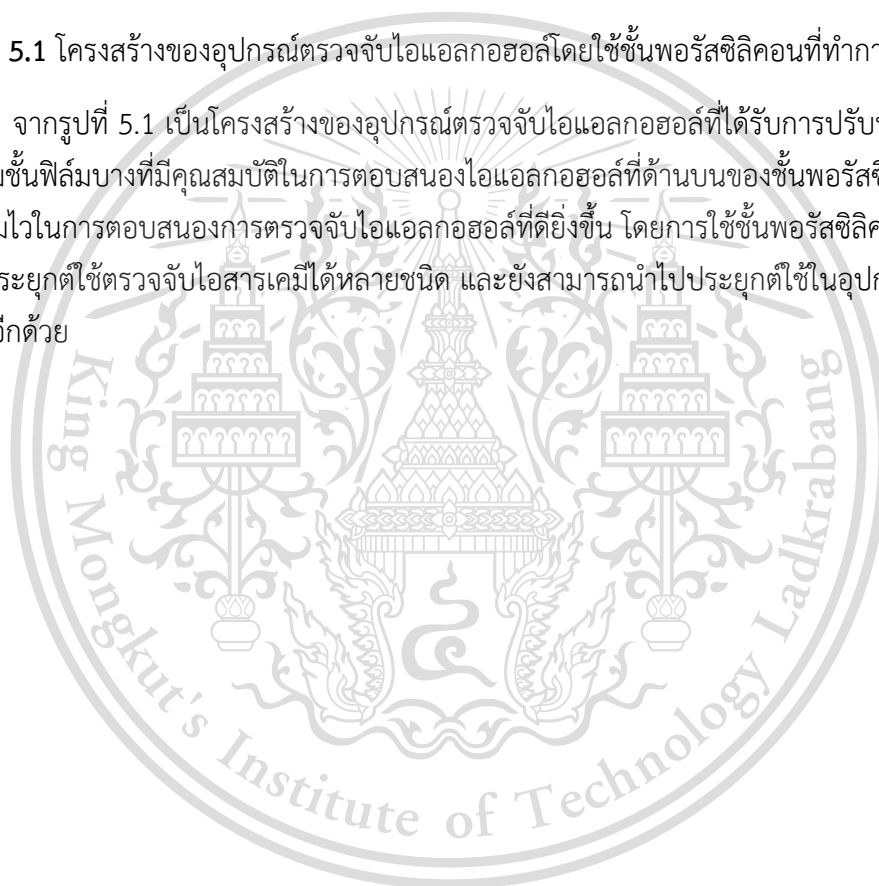 5.1 โครงสร้างของอุปกรณ์ตรวจจับไอแอลกอฮอล์โดยใช้ชั้นพอรัสซิลิคอนที่ทำกา
จากรูปที่ 5.1 เป็นโครงสร้างของอุปกรณ์ตรวจจับไอแอลกอฮอล์ที่ได้รับการปรับ
ชั้นฟิล์มบางที่มีคุณสมบัติในการตอบสนองไอแอลกอฮอล์ที่ด้านบนของชั้นพอรัสซิ
ไวในการตอบสนองการตรวจจับไอแอลกอฮอล์ที่ดียิ่งขึ้น โดยการใช้ชั้นพอรัสซิลิค
ระยุกต์ใช้ตรวจจับไอสารเคมีได้หลายชนิด และยังสามารถนำไปประยุกต์ใช้ในอุป
อีกด้วย
King Mongkut's Institute of Technology Ladkrabang